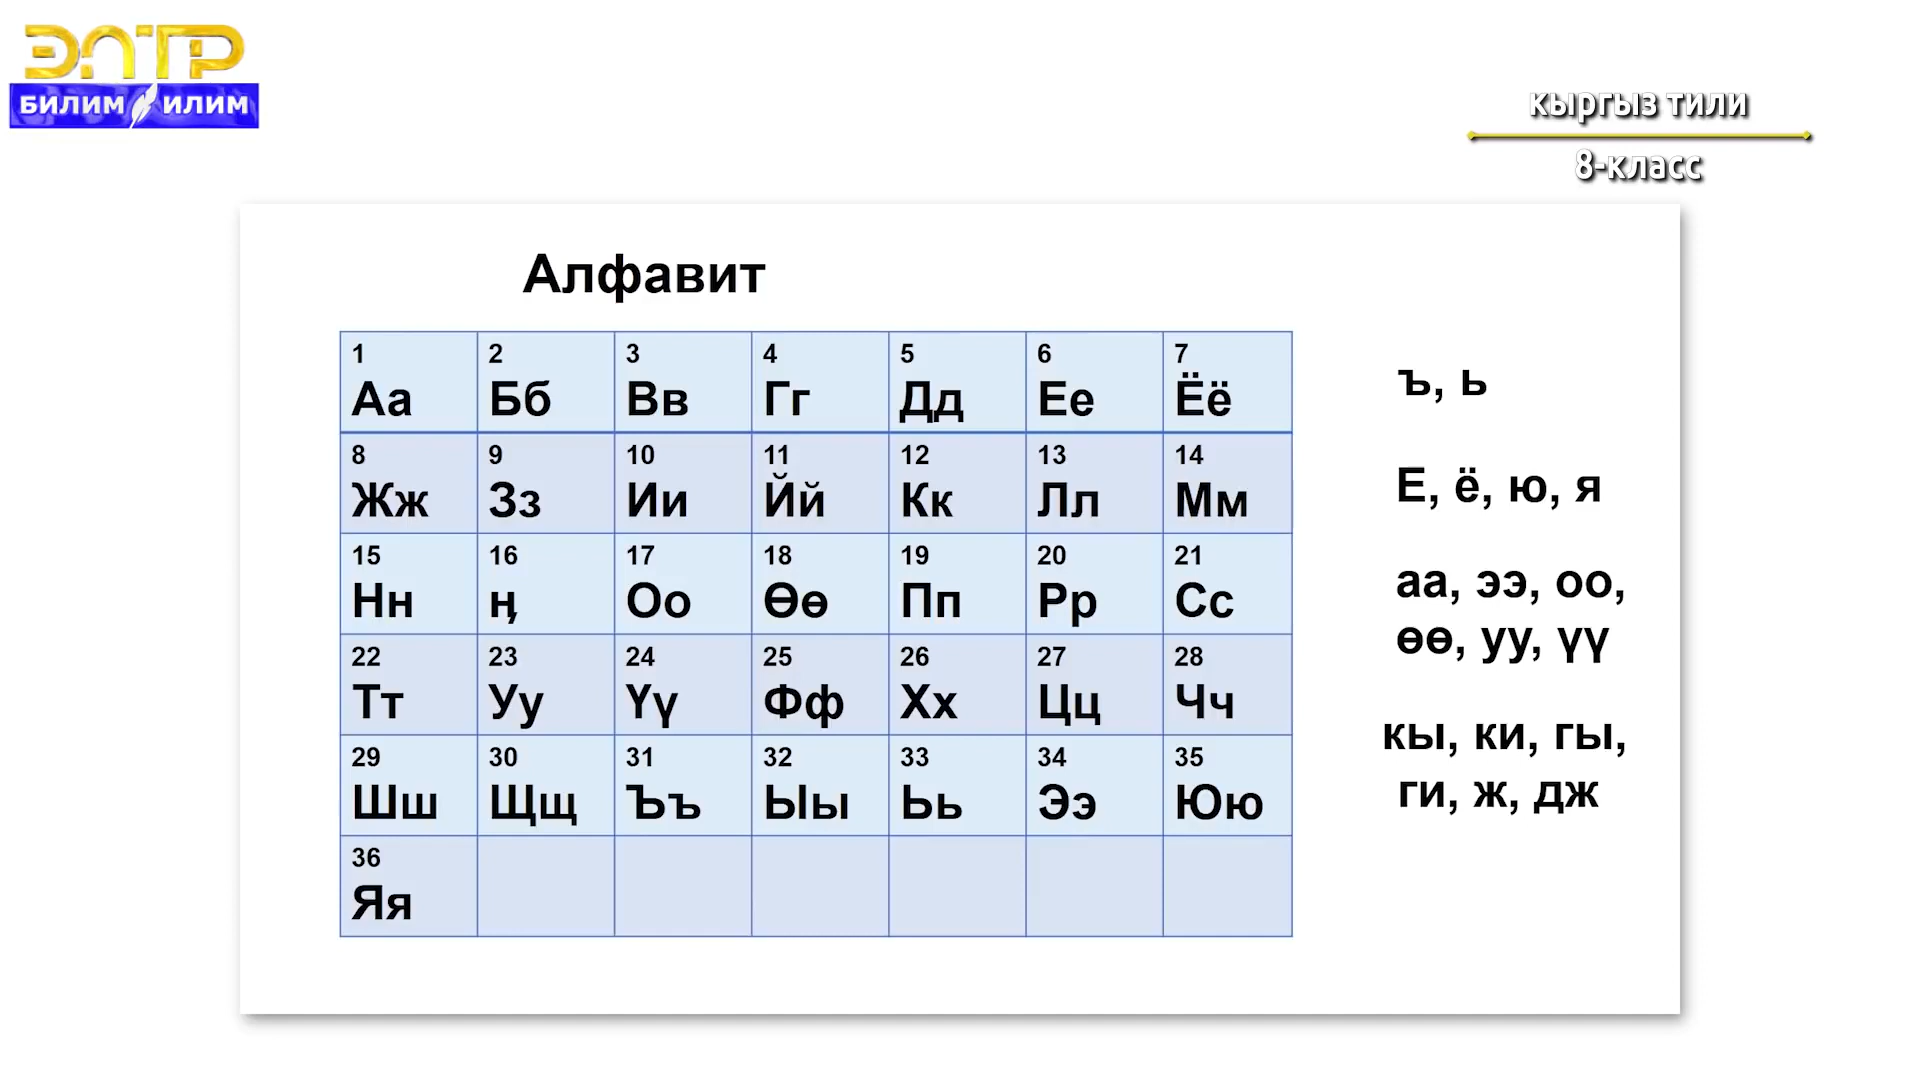 ЭЛТР
БИЛИМ ИЛИМ
кыргыз тили
8-класс
Алфавит
1 2 3 4 5 6 7
Аа Бб Вв Гг Дд Ее Ёё
8 9 10 11 12 13 14
Жж Зз Ии Йй Кк Лл Мм
15 16 17 18 19 20 21
Нн ң Оо Өө Пп Рр Сс
22 23 24 25 26 27 28
Тт Уу Үү Фф Хх Цц Чч
29 30 31 32 33 34 35
Шш Щщ Ъъ Ыы Ьь Ээ Юю
36
Яя
ъ, ь
Е, ё, ю, я
аа, ээ, оо,
өө, уу, үү
кы, ки, гы,
ги, ж, дж